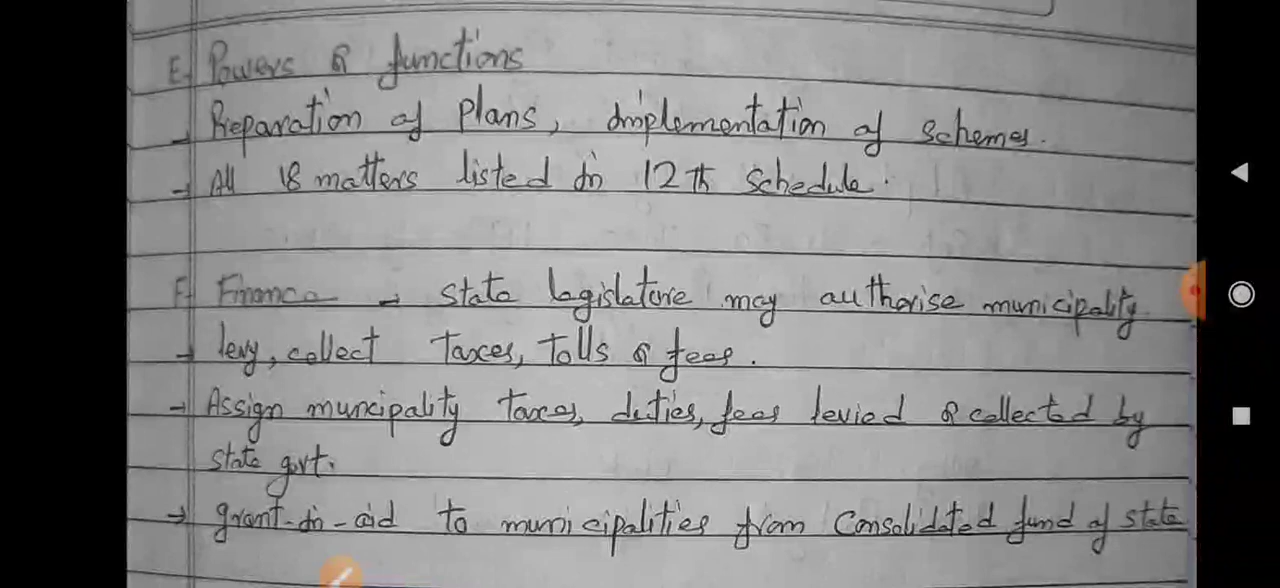 E) Powers & functions
→ Preparation of Plans, Implementation of schemes.
→ All 18 matters listed in 12th Schedule.
F) Finance → state legislature may authorise municipality
→ levy, collect Taxes, Tolls & fees.
→ Assign muncipality taxes, duties, fees levied & collected by
state govt.
→ grant-in-aid to municipalities from Consolidated fund of state